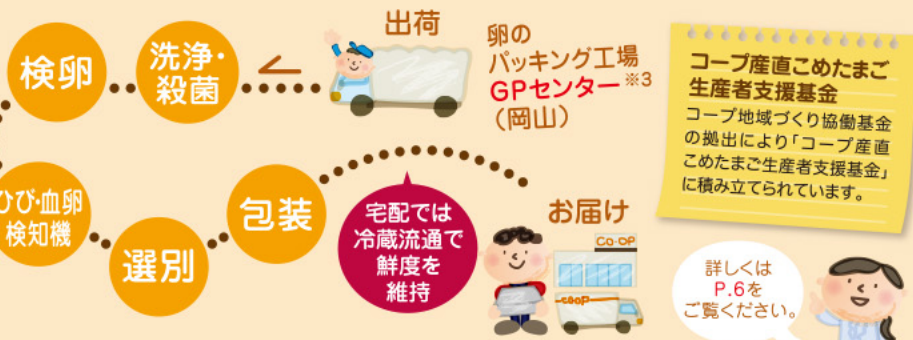 出荷
卵の
パッキング工場
GPセンター※3
（岡山）
洗浄・
殺菌
検卵
ひび・血卵
検知機
選別
包装
宅配では
冷蔵流通で
鮮度を
維持
お届け
CO・OP
coop
コープ産直こめたまご
生産者支援基金
コープ地域づくり協働基金
の拠出により「コープ産直
こめたまご生産者支援基金」
に積み立てられています。
詳しくは
P.6を
ご覧ください。